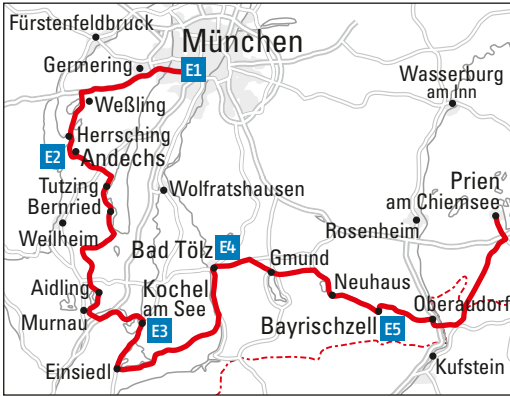 Fürstenfeldbruck
München
Germering
E1
Wasserburg
am Inn
Weßling
Herrsching
E2
Andechs
Tutzing
Wolfratshausen
Prien
am Chiemsee
Bernried
Rosenheim
Weilheim
E4
Bad Tölz
Gmund
Aidling
Kochel
am See
Neuhaus
Oberaudorf
Murnau
E3
Bayrischzell
E5
Einsiedl
Kufstein